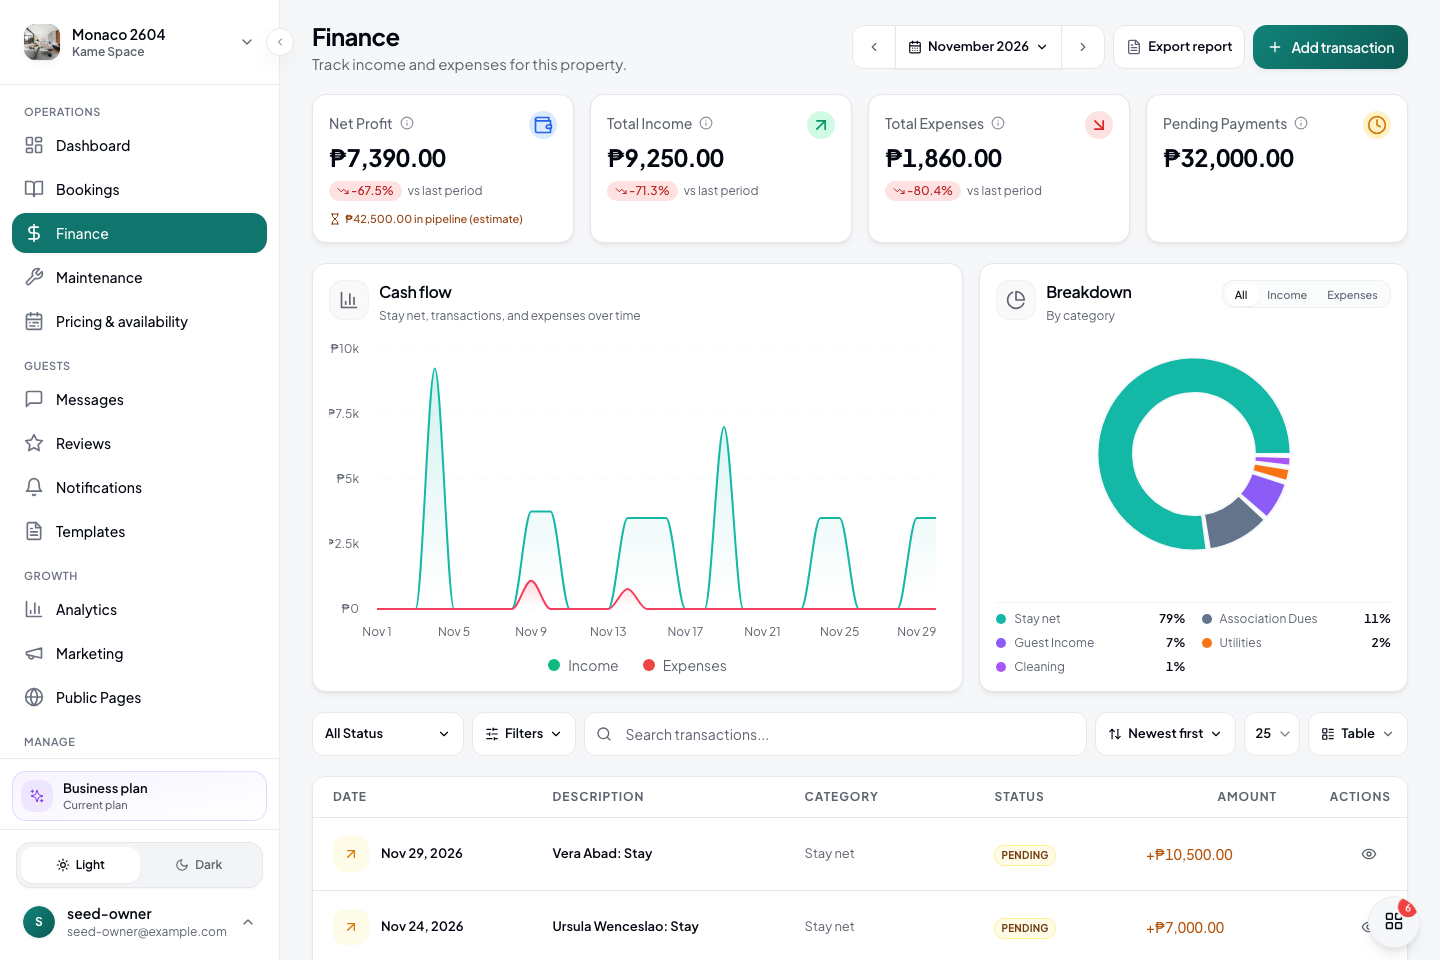 Monaco 2604
Kame Space
OPERATIONS
Dashboard
Bookings
Finance
Maintenance
Pricing & availability
GUESTS
Messages
Reviews
Notifications
Templates
GROWTH
Analytics
Marketing
Public Pages
MANAGE
Business plan
Current plan
Light
Dark
S
seed-owner
seed-owner@example.com
Finance
Track income and expenses for this property.
November 2026
Export report
Add transaction
Net Profit
₱7,390.00
-67.5% vs last period
₱42,500.00 in pipeline (estimate)
Total Income
₱9,250.00
-71.3% vs last period
Total Expenses
₱1,860.00
-80.4% vs last period
Pending Payments
₱32,000.00
Cash flow
Stay net, transactions, and expenses over time
₱10k
₱7.5k
₱5k
₱2.5k
₱0
Nov 1 Nov 5 Nov 9 Nov 13 Nov 17 Nov 21 Nov 25 Nov 29
Income Expenses
Breakdown
By category
All Income Expenses
Stay net 79% Association Dues 11%
Guest Income 7% Utilities 2%
Cleaning 1%
All Status
Filters
Search transactions...
Newest first
25
Table
DATE DESCRIPTION CATEGORY STATUS AMOUNT ACTIONS
Nov 29, 2026 Vera Abad: Stay Stay net PENDING +₱10,500.00
Nov 24, 2026 Ursula Wenceslao: Stay Stay net PENDING +₱7,000.00
6